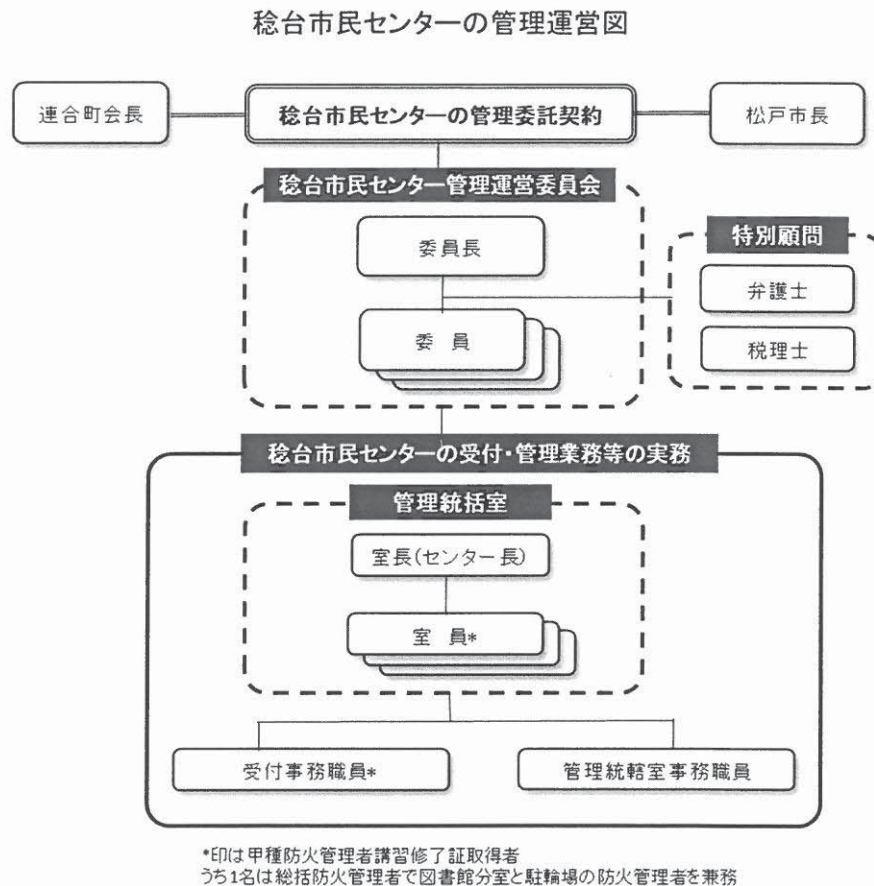 稔台市民センターの管理運営図
連合町会長
稔台市民センターの管理委託契約
松戸市長
稔台市民センター管理運営委員会
委員長
特別顧問
弁護士
委 員
税理士
稔台市民センターの受付・管理業務等の実務
管理統括室
室長(センター長)
室 員*
受付事務職員*
管理統轄室事務職員
*印は甲種防火管理者講習修了証取得者
うち1名は総括防火管理者で図書館分室と駐輪場の防火管理者を兼務